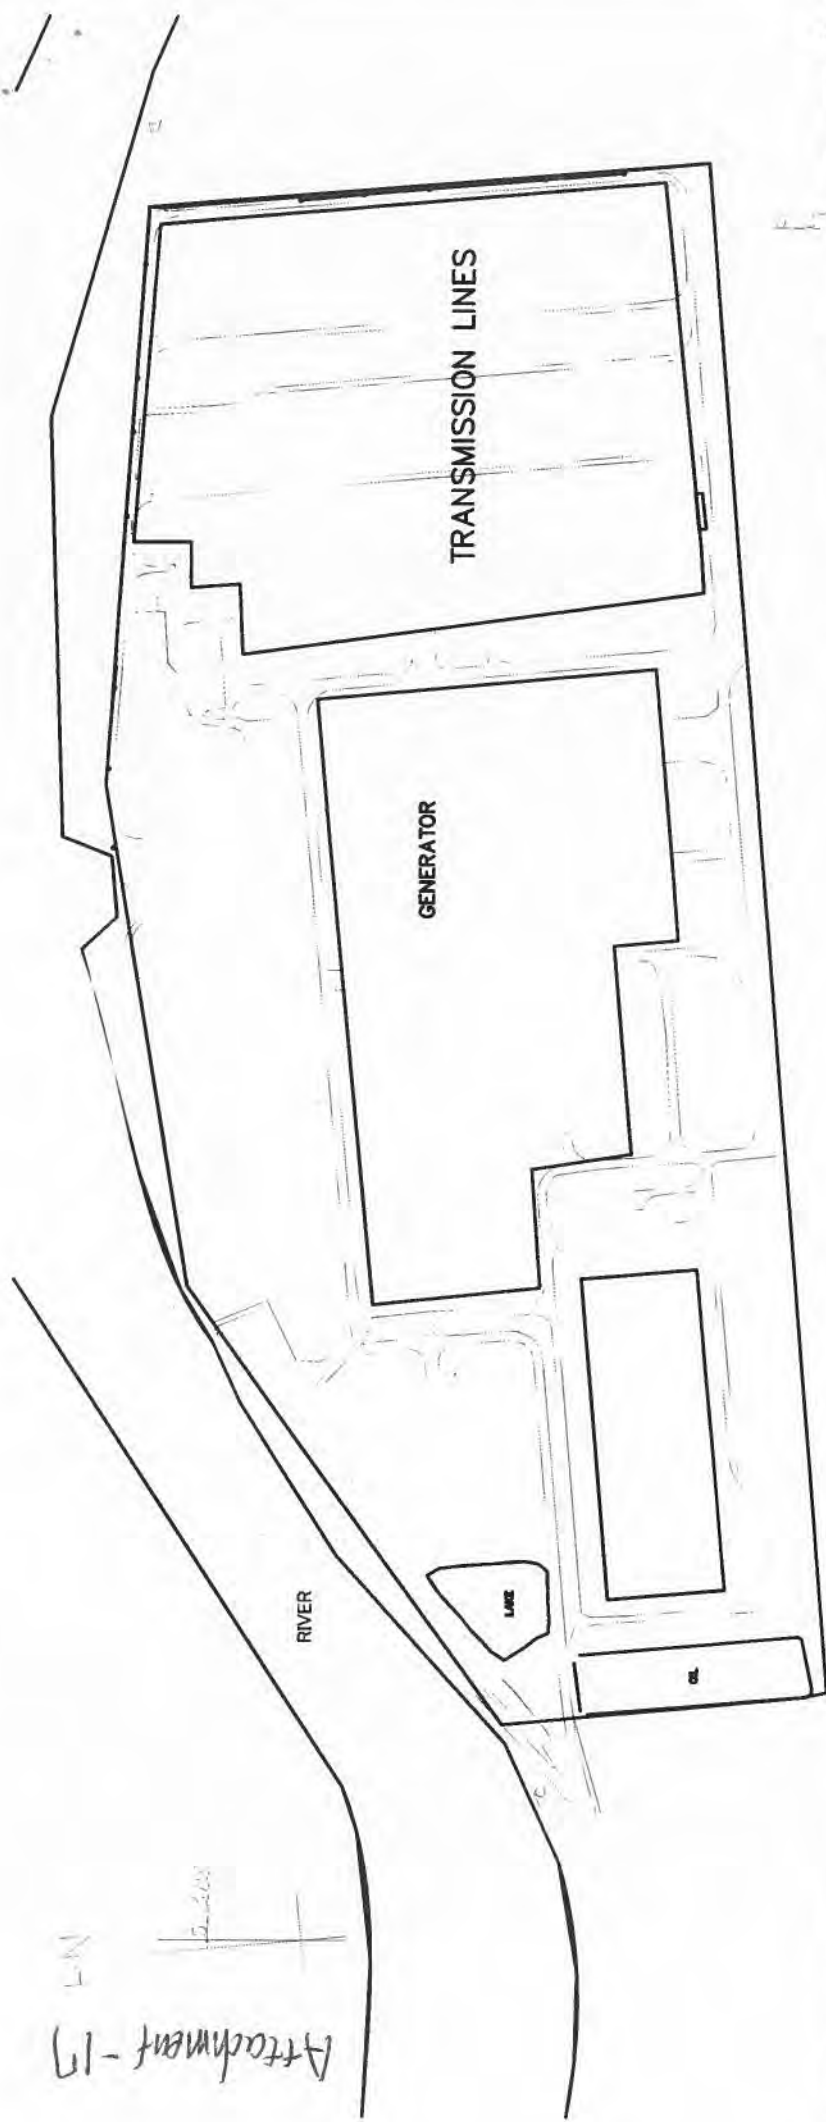 TRANSMISSION LINES
GENERATOR
RIVER
LAKE
OIL
Attachment - 17